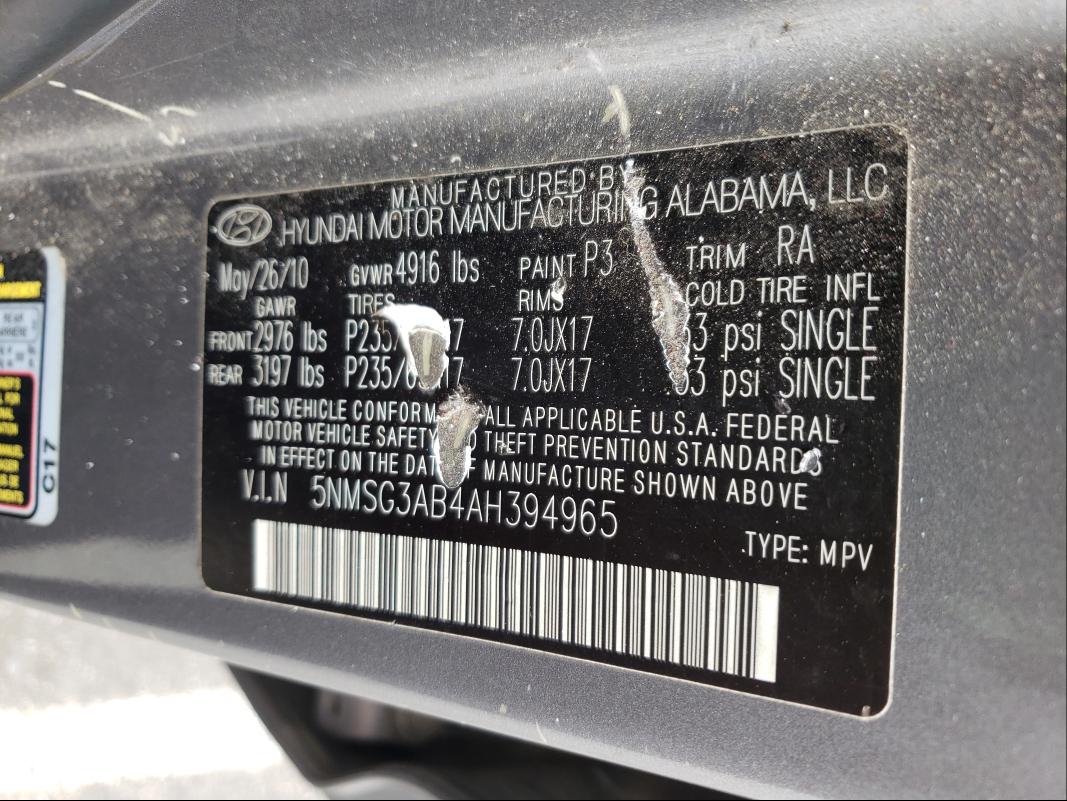 MANUFACTURED BY
HYUNDAI MOTOR MANUFACTURING ALABAMA, LLC
May/26/10 GVWR 4916 lbs PAINT P3 TRIM RA
GAWR TIRES RIMS COLD TIRE INFL
FRONT 2976 lbs 7.0JX17 psi SINGLE
REAR 3197 lbs 7.0JX17 psi SINGLE
THIS VEHICLE ALL APPLICABLE U.S.A. FEDERAL
MOTOR VEHICLE SAFETY THEFT PREVENTION STANDARDS
IN EFFECT ON THE DATE MANUFACTURE SHOWN ABOVE
V.I.N 5NMSG3AB4AH394965
TYPE: MPV
REAR
C17